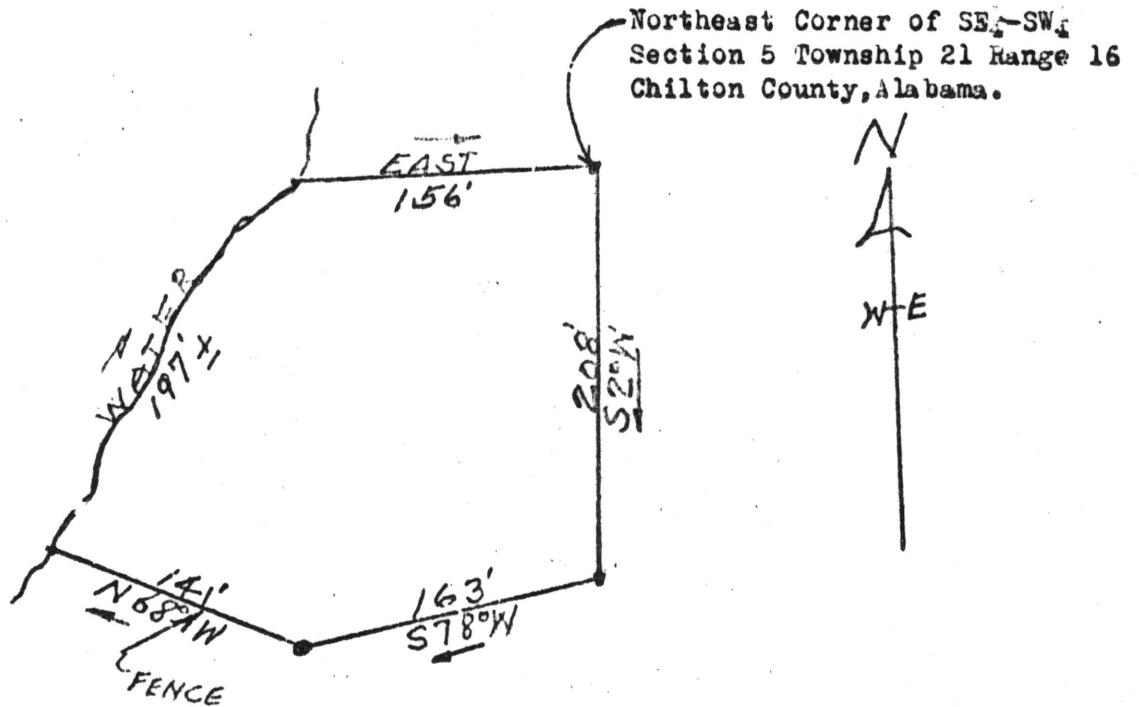 Northeast Corner of SE¼-SW¼
Section 5 Township 21 Range 16
Chilton County, Alabama.
N
EAST
156'
W E
WATER
197'
208'
S2°W
141'
N68°W
163'
S78°W
FENCE